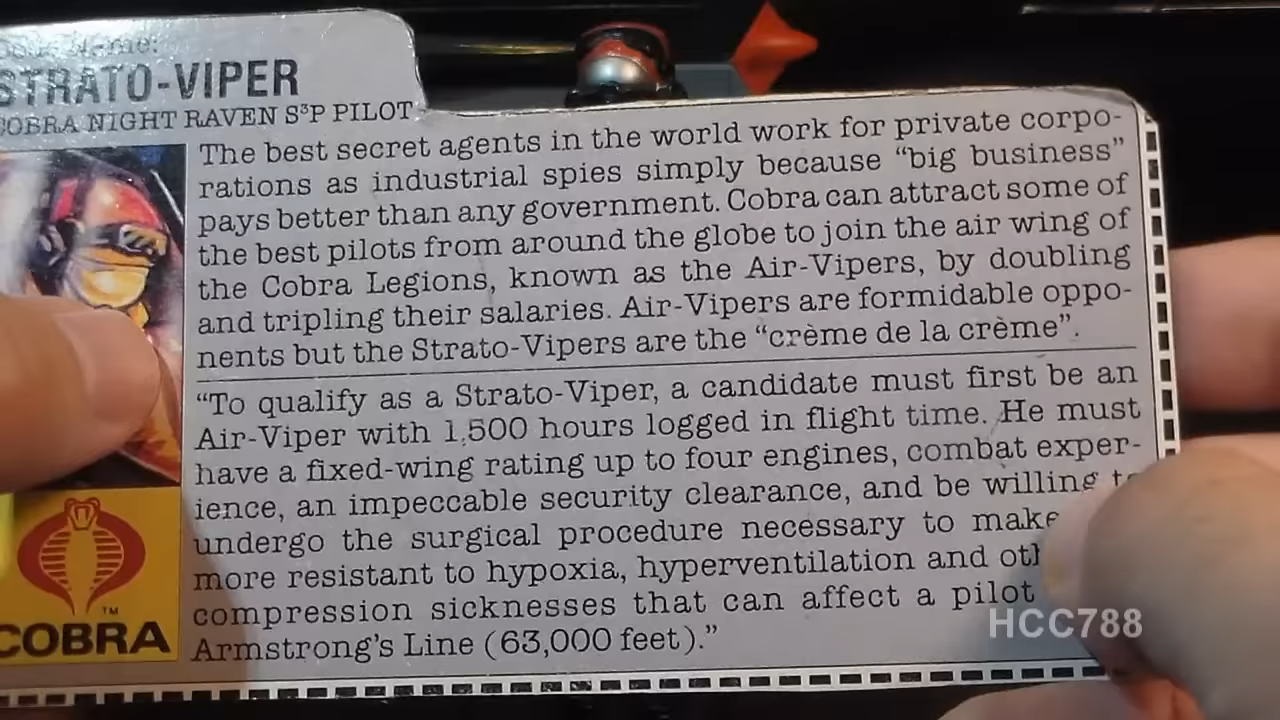 Name:
STRATO-VIPER
COBRA NIGHT RAVEN S³P PILOT
The best secret agents in the world work for private corpo-
rations as industrial spies simply because “big business”
pays better than any government. Cobra can attract some of
the best pilots from around the globe to join the air wing of
the Cobra Legions, known as the Air-Vipers, by doubling
and tripling their salaries. Air-Vipers are formidable oppo-
nents but the Strato-Vipers are the “crème de la crème”.
“To qualify as a Strato-Viper, a candidate must first be an
Air-Viper with 1,500 hours logged in flight time. He must
have a fixed-wing rating up to four engines, combat exper-
ience, an impeccable security clearance, and be willing to
undergo the surgical procedure necessary to make
more resistant to hypoxia, hyperventilation and
compression sicknesses that can affect a pilot
Armstrong's Line (63,000 feet).”
TM
COBRA
HCC788